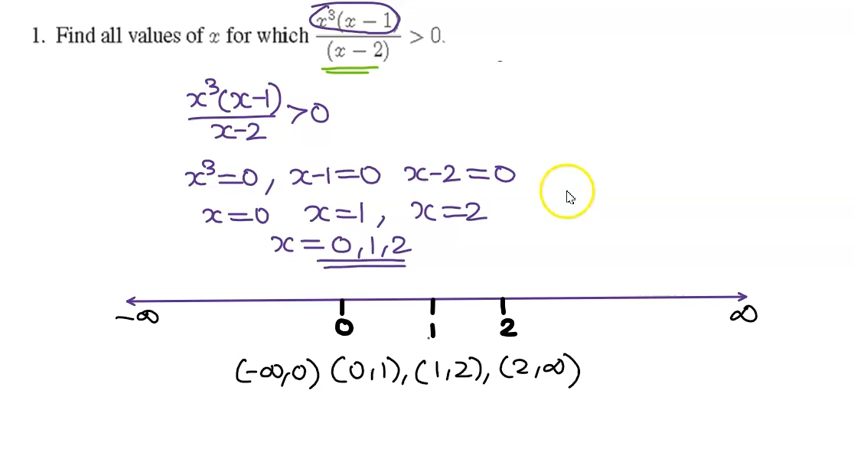 1. Find all values of x for which x³(x − 1)/(x − 2) > 0.
x³(x-1)/x-2 >0
x³=0, x-1=0 x-2=0
x=0 x=1, x=2
x=0,1,2
-∞ 0 1 2 ∞
(-∞,0) (0,1), (1,2), (2,∞)